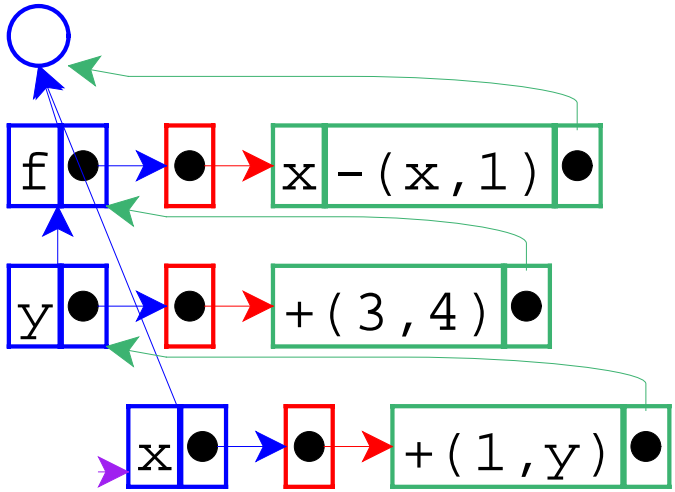 f x -(x,1)
y +(3,4)
x +(1,y)